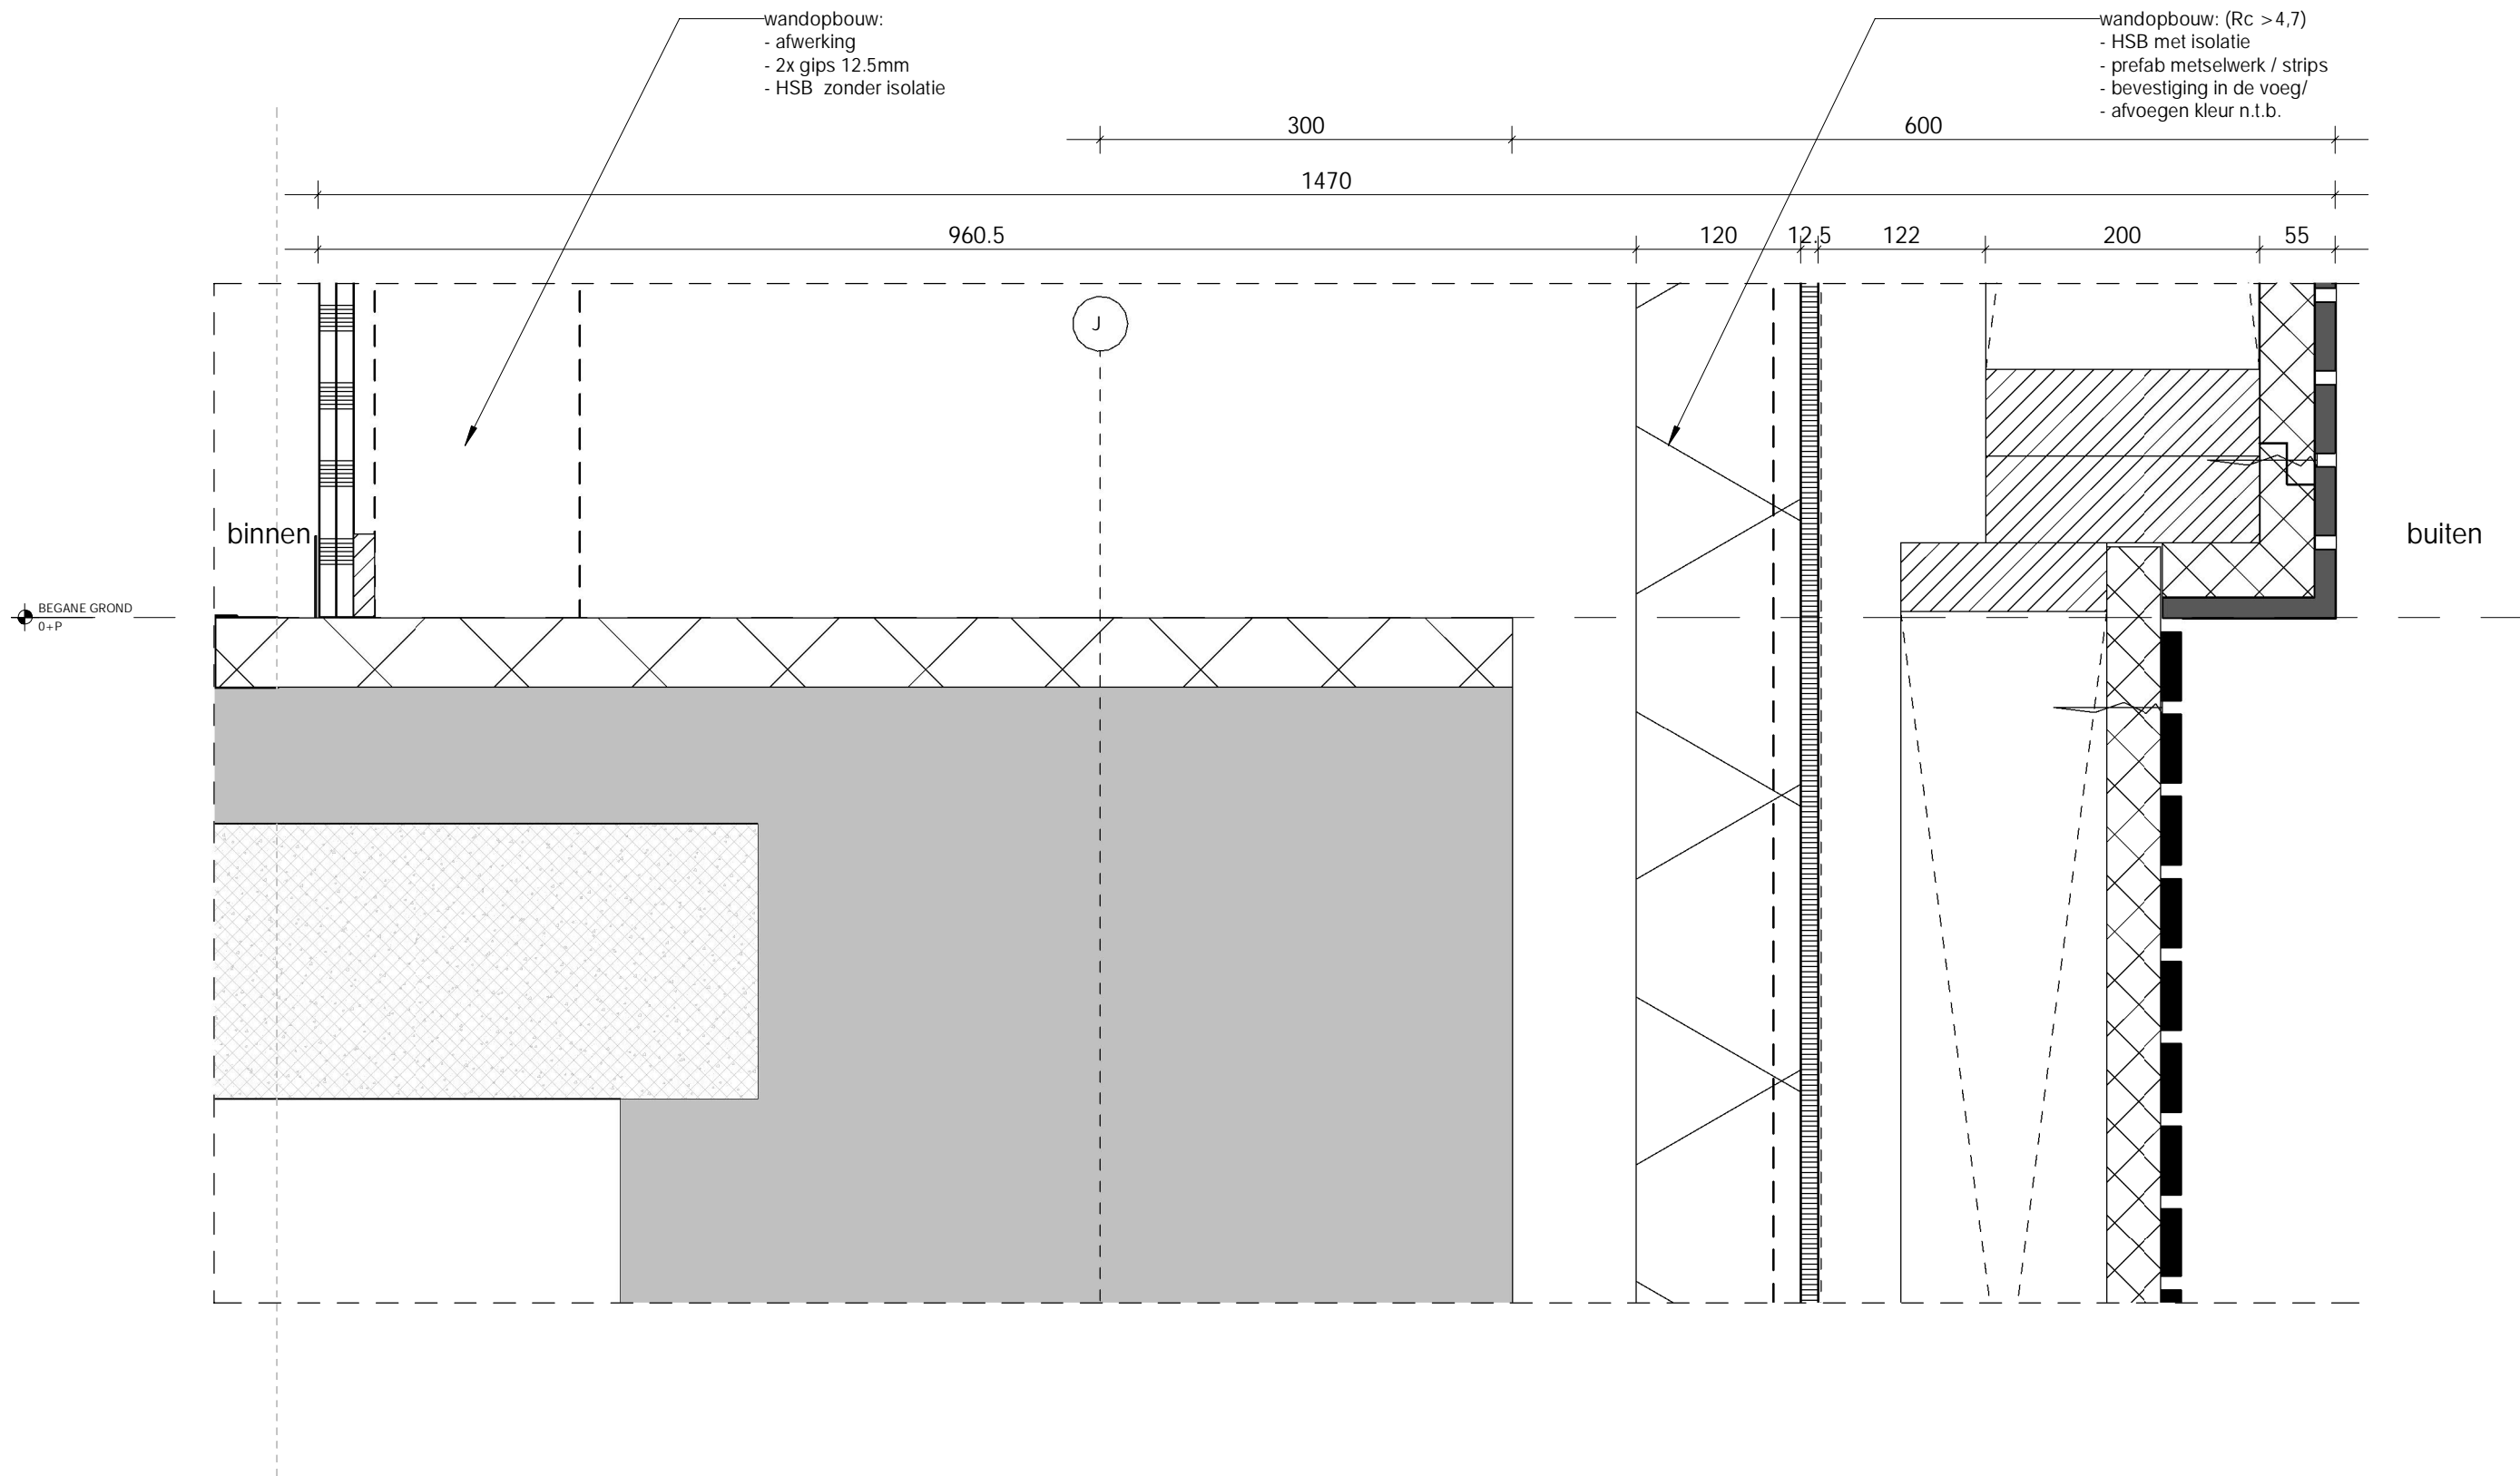 wandopbouw:
- afwerking
- 2x gips 12.5mm
- HSB  zonder isolatie
wandopbouw: (Rc >4,7)
- HSB met isolatie
- prefab metselwerk / strips
- bevestiging in de voeg/
- afvoegen kleur n.t.b.
300
600
1470
960.5
120
12.5
122
200
55
J
binnen
buiten
BEGANE GROND
0+P